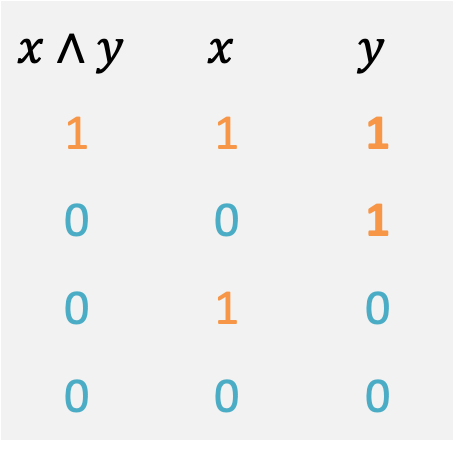 x ∧ y x y
1 1 1
0 0 1
0 1 0
0 0 0